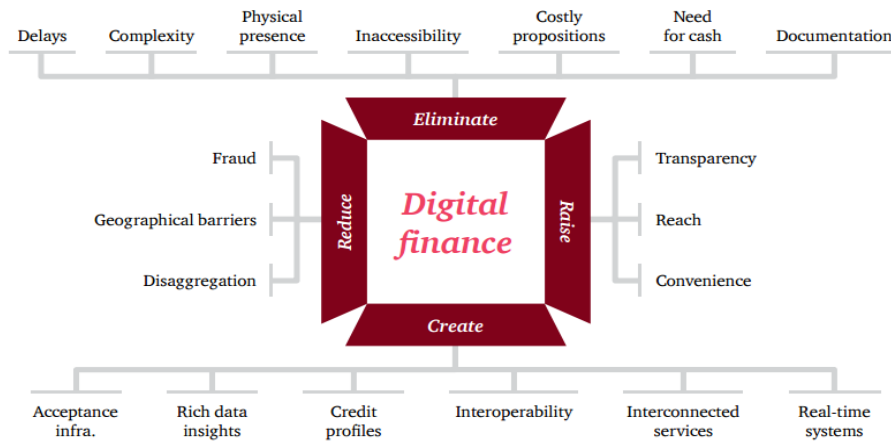 Delays
Complexity
Physical
presence
Inaccessibility
Costly
propositions
Need
for cash
Documentation
Eliminate
Fraud
Geographical barriers
Disaggregation
Reduce
Digital
finance
Raise
Transparency
Reach
Convenience
Create
Acceptance
infra.
Rich data
insights
Credit
profiles
Interoperability
Interconnected
services
Real-time
systems